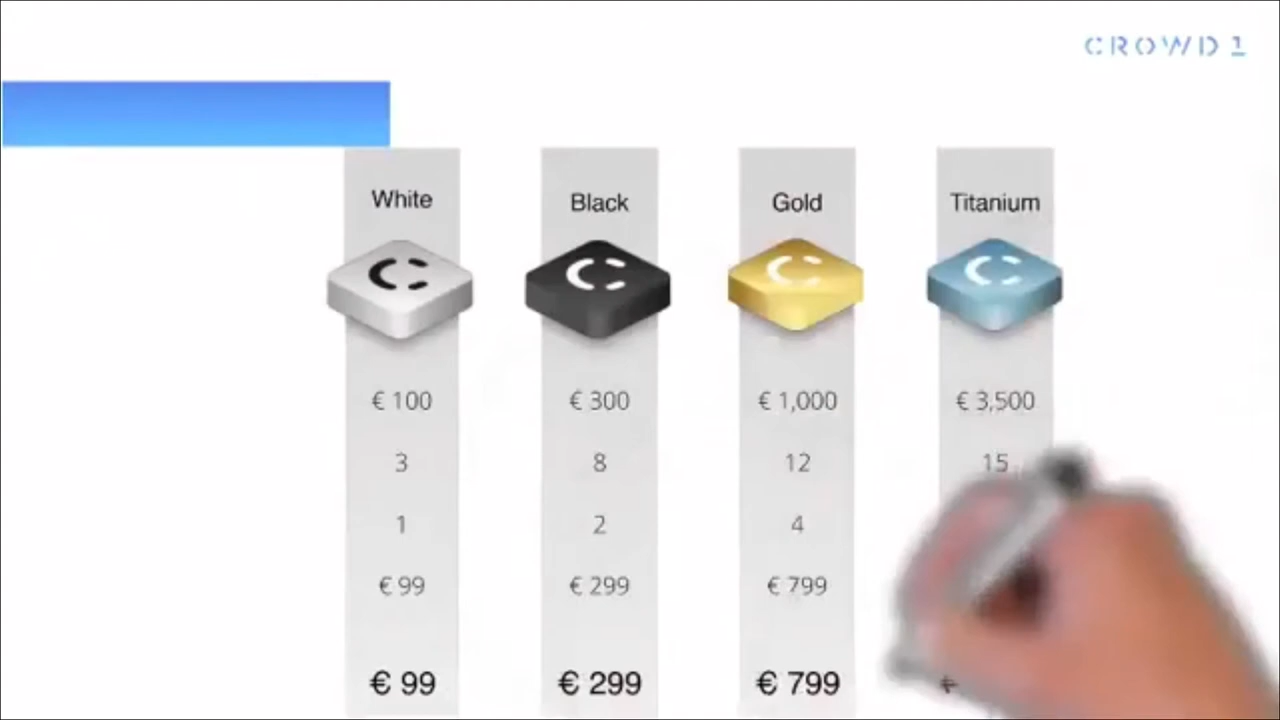 CROWD1
White Black Gold Titanium
€ 100 € 300 € 1,000 € 3,500
3 8 12 15
1 2 4
€ 99 € 299 € 799
€ 99 € 299 € 799